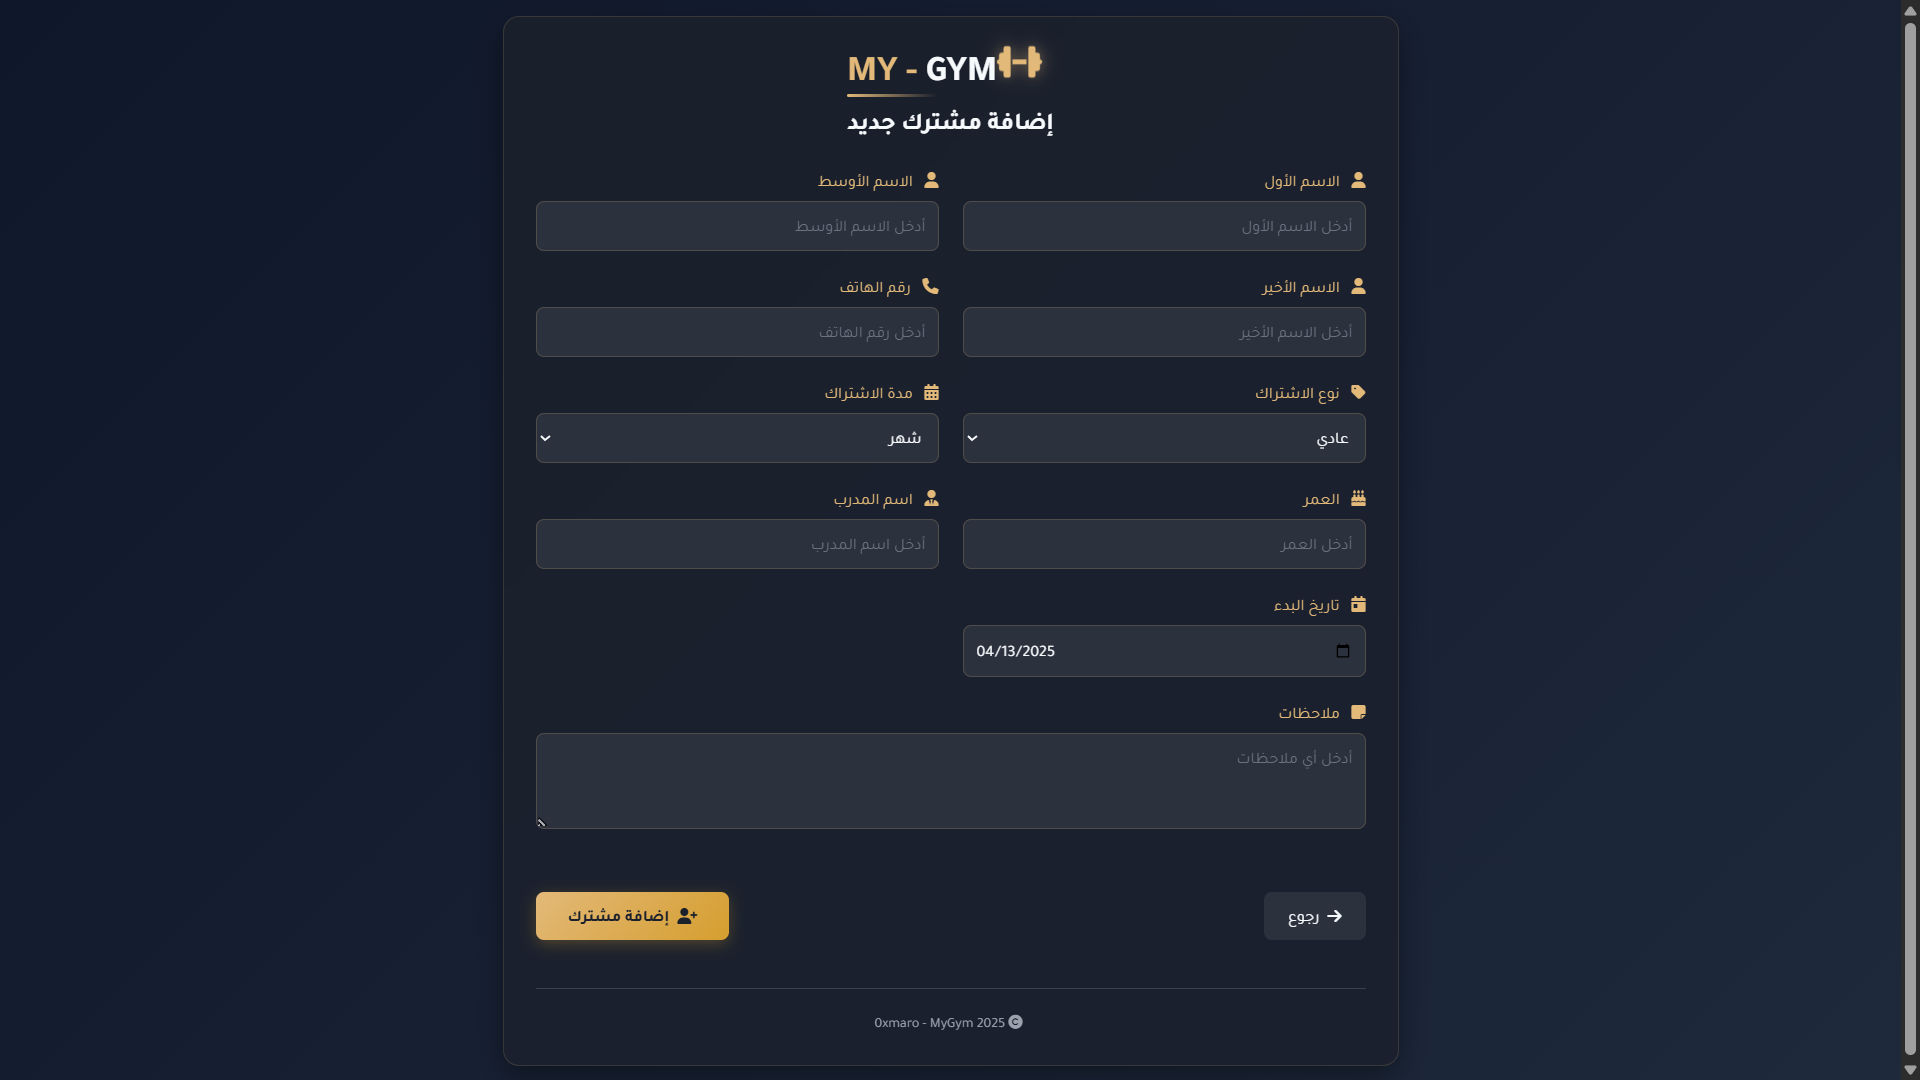 MY - GYM
إضافة مشترك جديد
الاسم الأول
الاسم الأوسط
أدخل الاسم الأول
أدخل الاسم الأوسط
الاسم الأخير
رقم الهاتف
أدخل الاسم الأخير
أدخل رقم الهاتف
نوع الاشتراك
مدة الاشتراك
عادي
شهر
العمر
اسم المدرب
أدخل العمر
أدخل اسم المدرب
تاريخ البدء
04/13/2025
ملاحظات
أدخل أي ملاحظات
رجوع
إضافة مشترك
0xmaro - MyGym 2025 ©